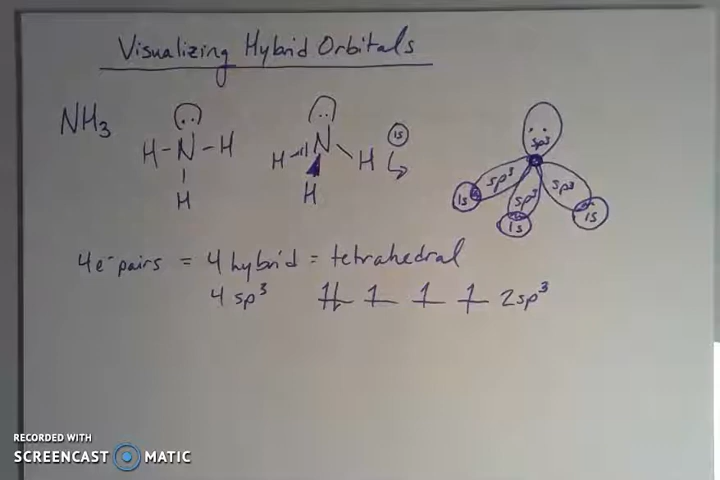 Visualizing Hybrid Orbitals
NH3
H-N-H
H
H N H
H
1s
sp3
sp3 sp3 sp3
1s 1s 1s
4e- pairs = 4 hybrid = tetrahedral
4 sp3 2sp3
RECORDED WITH
SCREENCAST MATIC